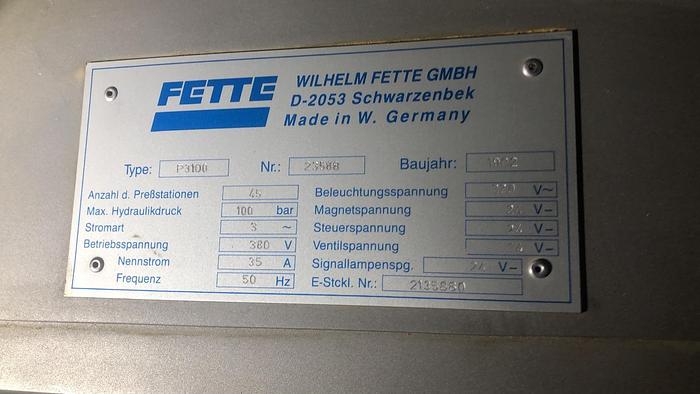 FETTE
WILHELM FETTE GMBH
D-2053 Schwarzenbek
Made in W. Germany
Type: P3100 Nr.: 23588 Baujahr:
Anzahl d. Preßstationen 45
Max. Hydraulikdruck 100 bar
Stromart 3 ~
Betriebsspannung 380 V
Nennstrom 35 A
Frequenz 50 Hz
Beleuchtungsspannung V~
Magnetspannung 24 V–
Steuerspannung 24 V–
Ventilspannung V–
Signallampenspg. 24 V–
E-Stckl. Nr.: